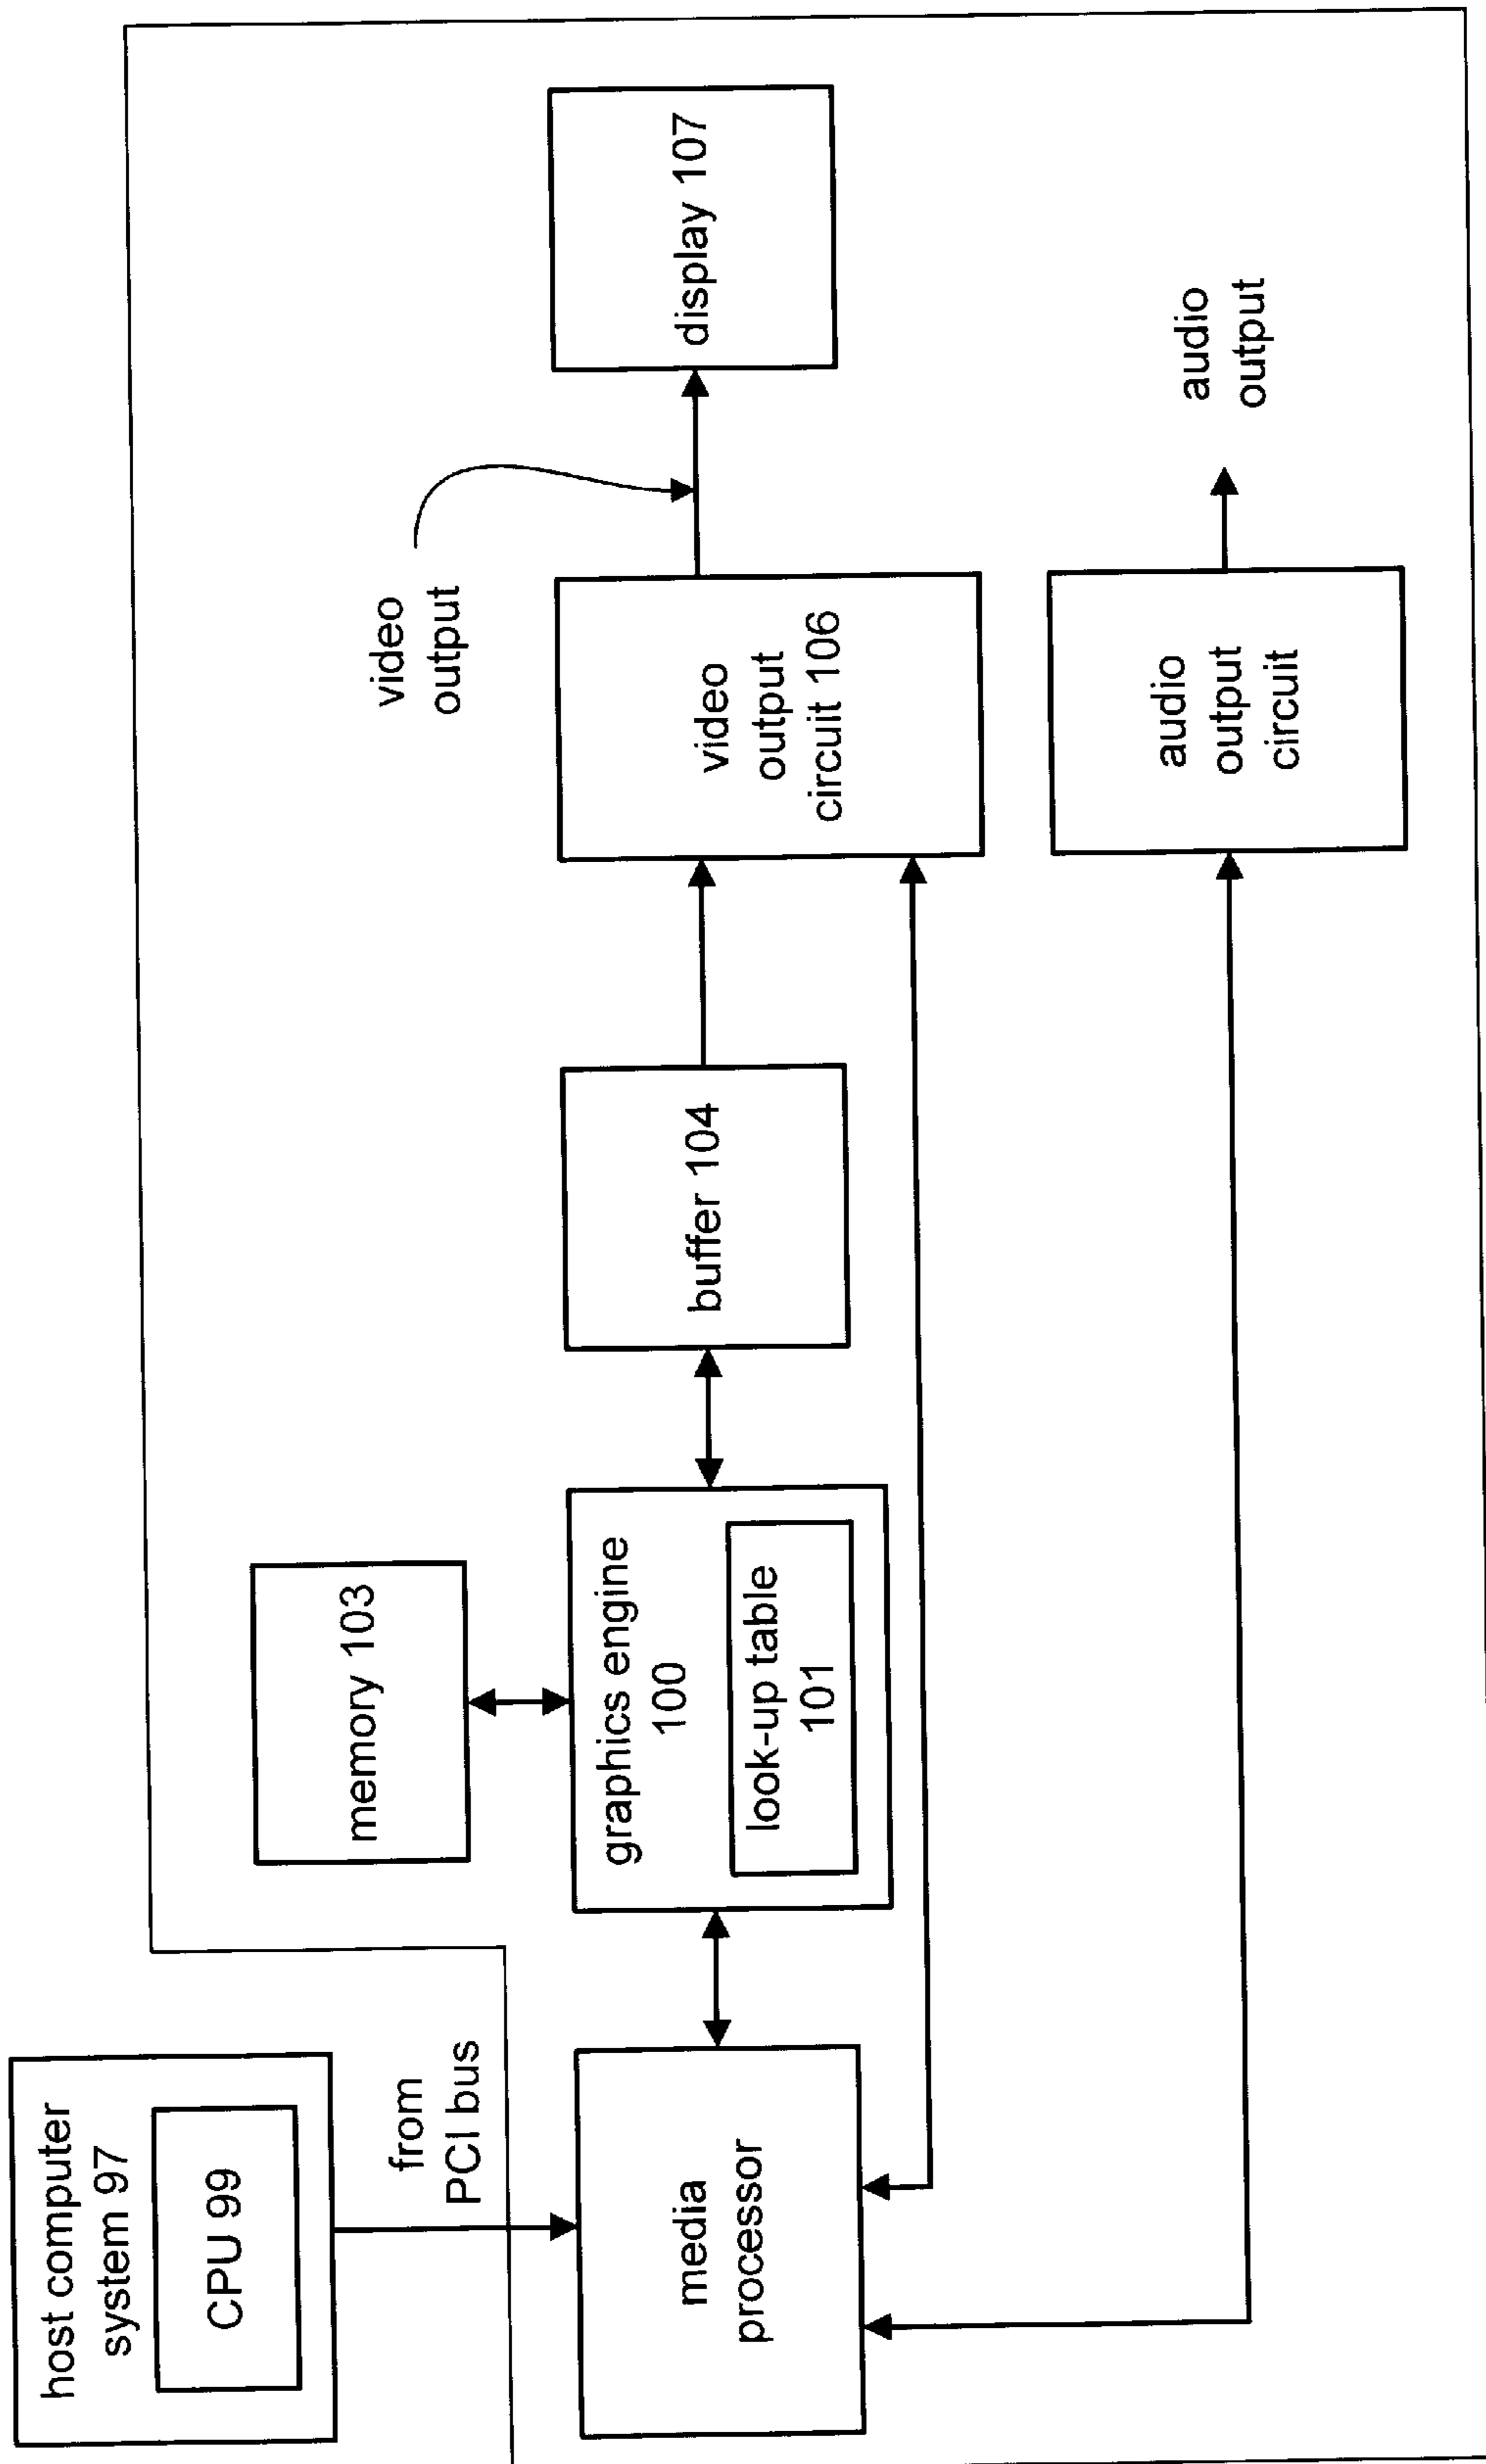 host computer
system 97
CPU 99
from
PCI bus
media
processor
memory 103
graphics engine
100
look-up table
101
buffer 104
video
output
video
output
circuit 106
display 107
audio
output
circuit
audio
output